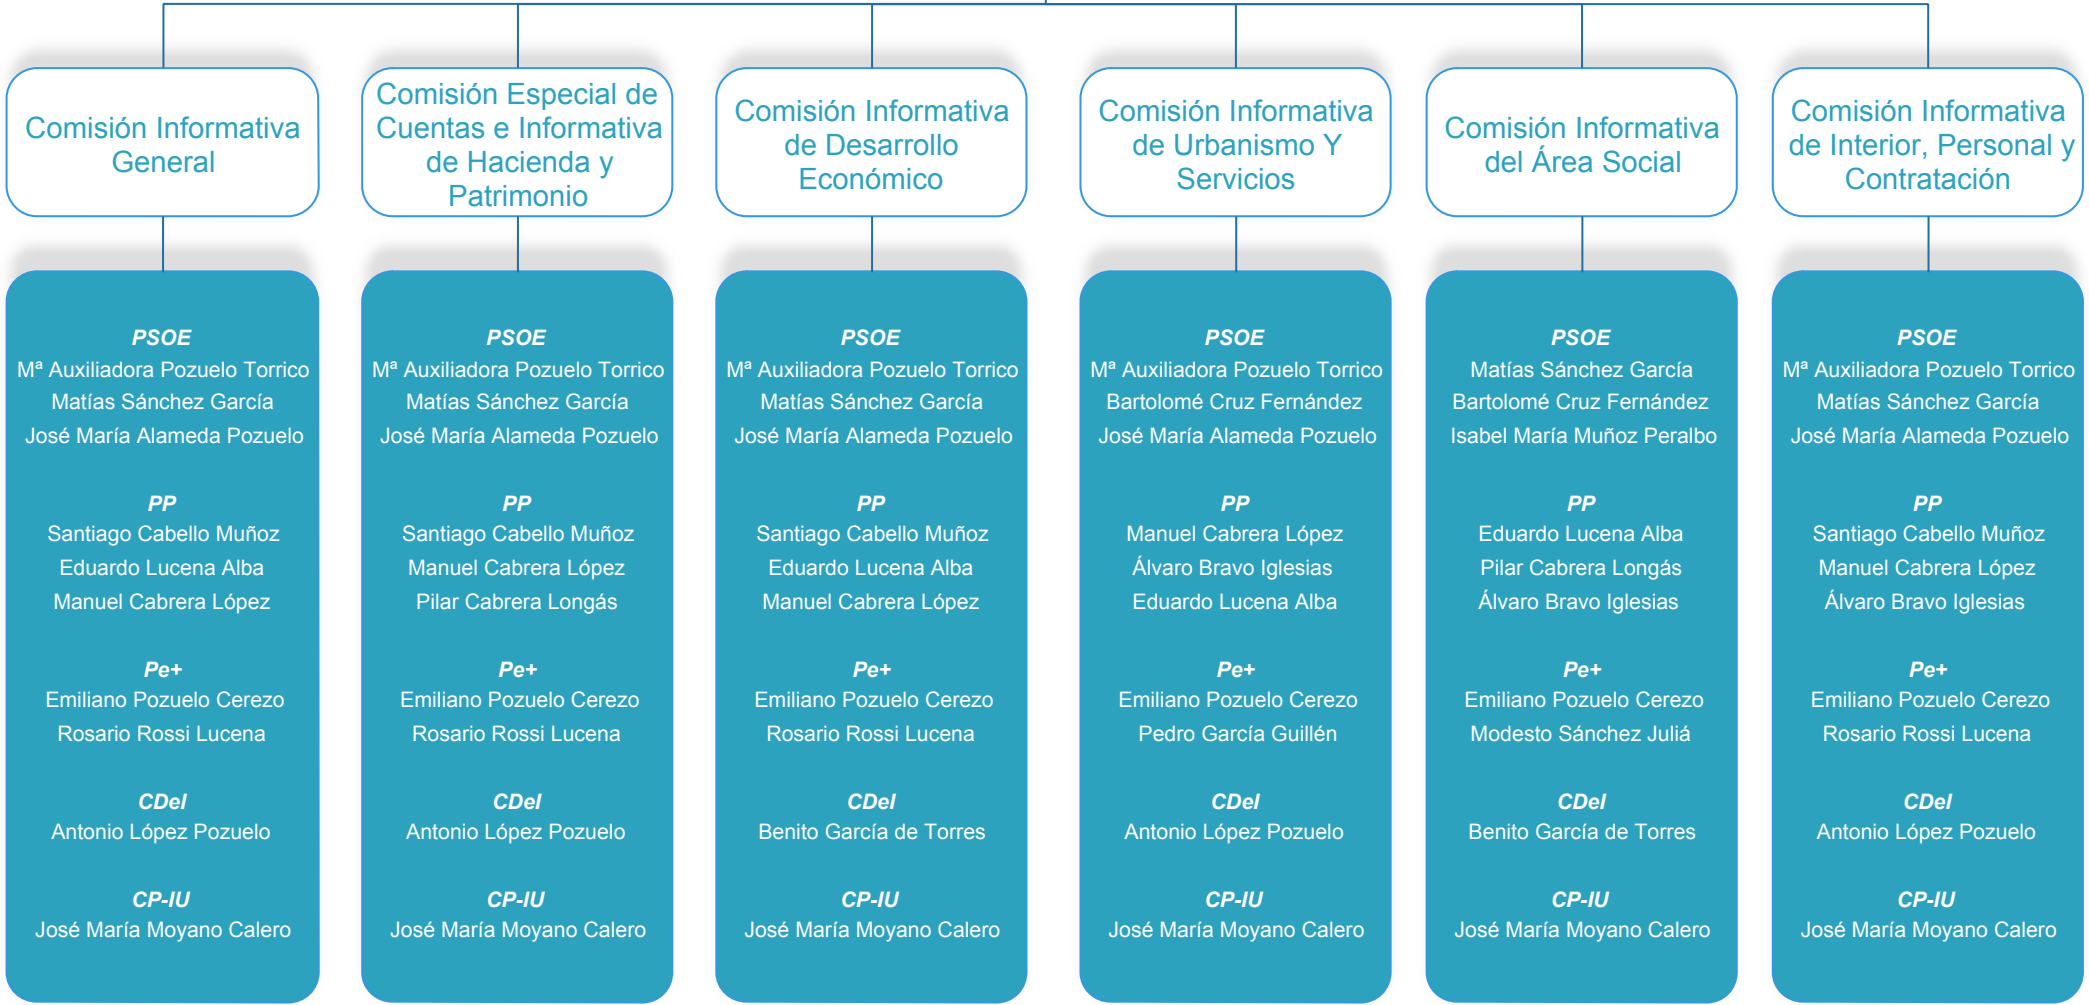 Comisión Informativa
General
Comisión Especial de
Cuentas e Informativa
de Hacienda y
Patrimonio
Comisión Informativa
de Desarrollo
Económico
Comisión Informativa
de Urbanismo Y
Servicios
Comisión Informativa
del Área Social
Comisión Informativa
de Interior, Personal y
Contratación
PSOE
Mª Auxiliadora Pozuelo Torrico
Matías Sánchez García
José María Alameda Pozuelo
PP
Santiago Cabello Muñoz
Eduardo Lucena Alba
Manuel Cabrera López
Pe+
Emiliano Pozuelo Cerezo
Rosario Rossi Lucena
CDeI
Antonio López Pozuelo
CP-IU
José María Moyano Calero
PSOE
Mª Auxiliadora Pozuelo Torrico
Matías Sánchez García
José María Alameda Pozuelo
PP
Santiago Cabello Muñoz
Manuel Cabrera López
Pilar Cabrera Longás
Pe+
Emiliano Pozuelo Cerezo
Rosario Rossi Lucena
CDeI
Antonio López Pozuelo
CP-IU
José María Moyano Calero
PSOE
Mª Auxiliadora Pozuelo Torrico
Matías Sánchez García
José María Alameda Pozuelo
PP
Santiago Cabello Muñoz
Eduardo Lucena Alba
Manuel Cabrera López
Pe+
Emiliano Pozuelo Cerezo
Rosario Rossi Lucena
CDeI
Benito García de Torres
CP-IU
José María Moyano Calero
PSOE
Mª Auxiliadora Pozuelo Torrico
Bartolomé Cruz Fernández
José María Alameda Pozuelo
PP
Manuel Cabrera López
Álvaro Bravo Iglesias
Eduardo Lucena Alba
Pe+
Emiliano Pozuelo Cerezo
Pedro García Guillén
CDeI
Antonio López Pozuelo
CP-IU
José María Moyano Calero
PSOE
Matías Sánchez García
Bartolomé Cruz Fernández
Isabel María Muñoz Peralbo
PP
Eduardo Lucena Alba
Pilar Cabrera Longás
Álvaro Bravo Iglesias
Pe+
Emiliano Pozuelo Cerezo
Modesto Sánchez Juliá
CDeI
Benito García de Torres
CP-IU
José María Moyano Calero
PSOE
Mª Auxiliadora Pozuelo Torrico
Matías Sánchez García
José María Alameda Pozuelo
PP
Santiago Cabello Muñoz
Manuel Cabrera López
Álvaro Bravo Iglesias
Pe+
Emiliano Pozuelo Cerezo
Rosario Rossi Lucena
CDeI
Antonio López Pozuelo
CP-IU
José María Moyano Calero